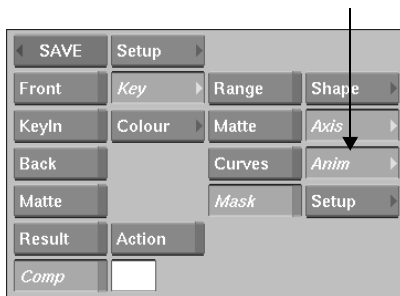 SAVE Setup
Front Key Range Shape
KeyIn Colour Matte Axis
Back Curves Anim
Matte Mask Setup
Result Action
Comp